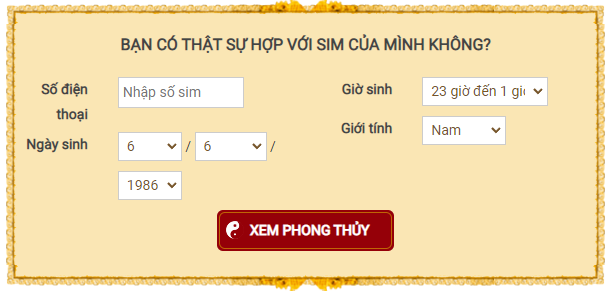 BẠN CÓ THẬT SỰ HỢP VỚI SIM CỦA MÌNH KHÔNG?
Số điện thoại
Nhập số sim
Ngày sinh
6 / 6 /
1986
Giờ sinh
23 giờ đến 1 giờ
Giới tính
Nam
XEM PHONG THỦY